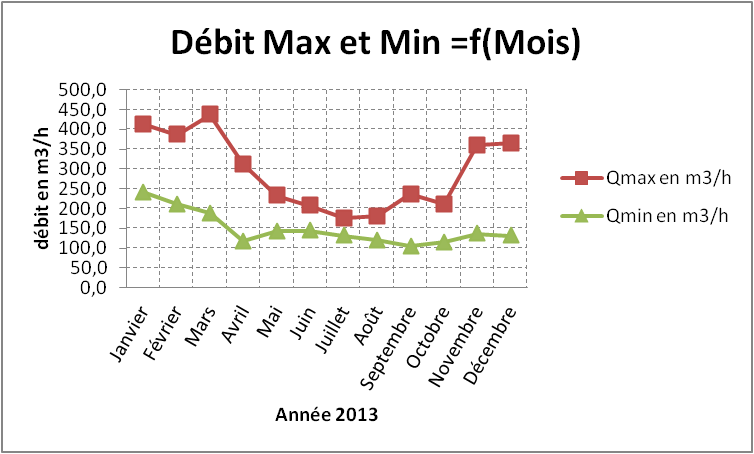 Débit Max et Min =f(Mois)
débit en m3/h
500,0
450,0
400,0
350,0
300,0
250,0
200,0
150,0
100,0
50,0
0,0
Janvier
Février
Mars
Avril
Mai
Juin
Juillet
Août
Septembre
Octobre
Novembre
Décembre
Année 2013
Qmax en m3/h
Qmin en m3/h